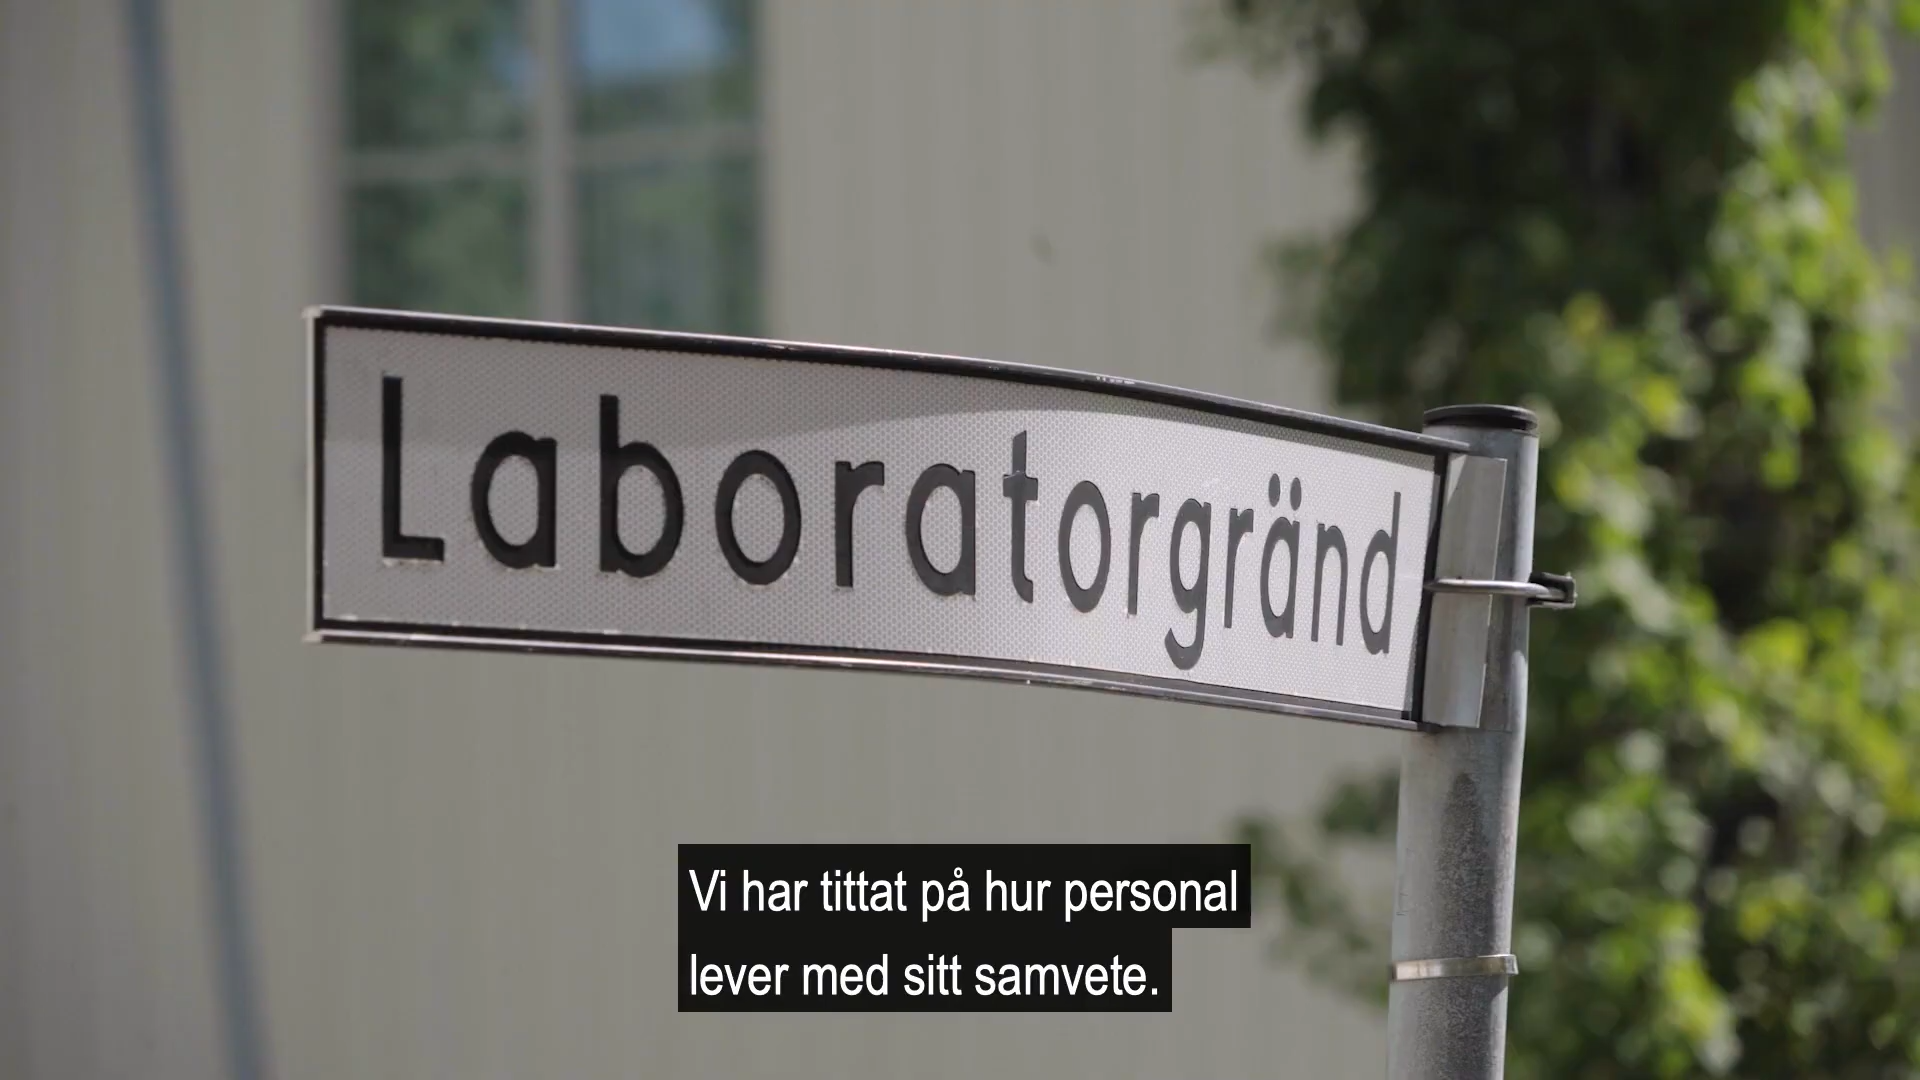 Laboratorgränd
Vi har tittat på hur personal
lever med sitt samvete.